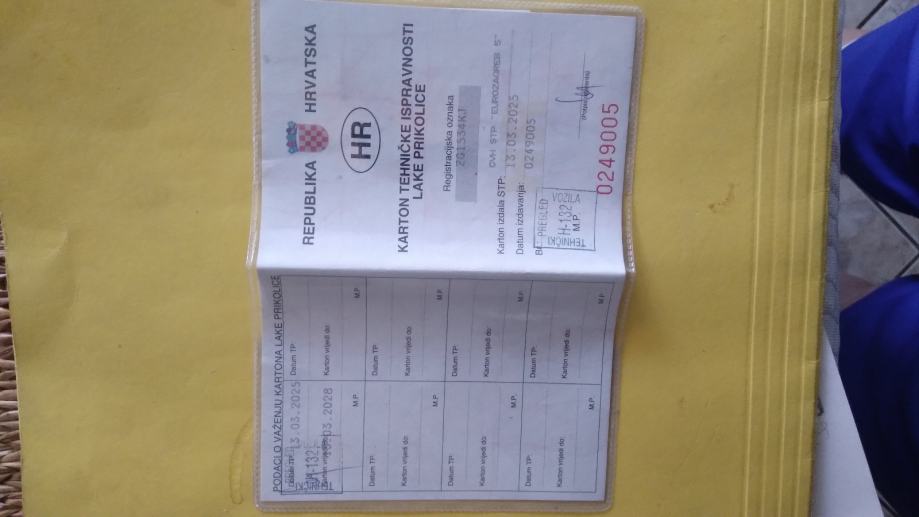 REPUBLIKA HRVATSKA
HR
KARTON TEHNIČKE ISPRAVNOSTI
LAKE PRIKOLICE
Registracijska oznaka
Karton izdala STP: CVH STP "EUROZAGREB 5"
Datum izdavanja: 13.03.2025
0249005
TEHNIČKI PREGLED VOZILA
H-132
M.P.
0249005
PODACI O VAŽENJU KARTONA LAKE PRIKOLICE
Datum TP: 13.03.2025
Karton vrijedi do: .03.2028
H-132
M.P.
Datum TP:
Karton vrijedi do:
M.P.
Datum TP:
Karton vrijedi do:
M.P.
Datum TP:
Karton vrijedi do:
M.P.
Datum TP:
Karton vrijedi do:
M.P.
Datum TP:
Karton vrijedi do:
M.P.
Datum TP:
Karton vrijedi do:
M.P.
Datum TP:
Karton vrijedi do:
M.P.